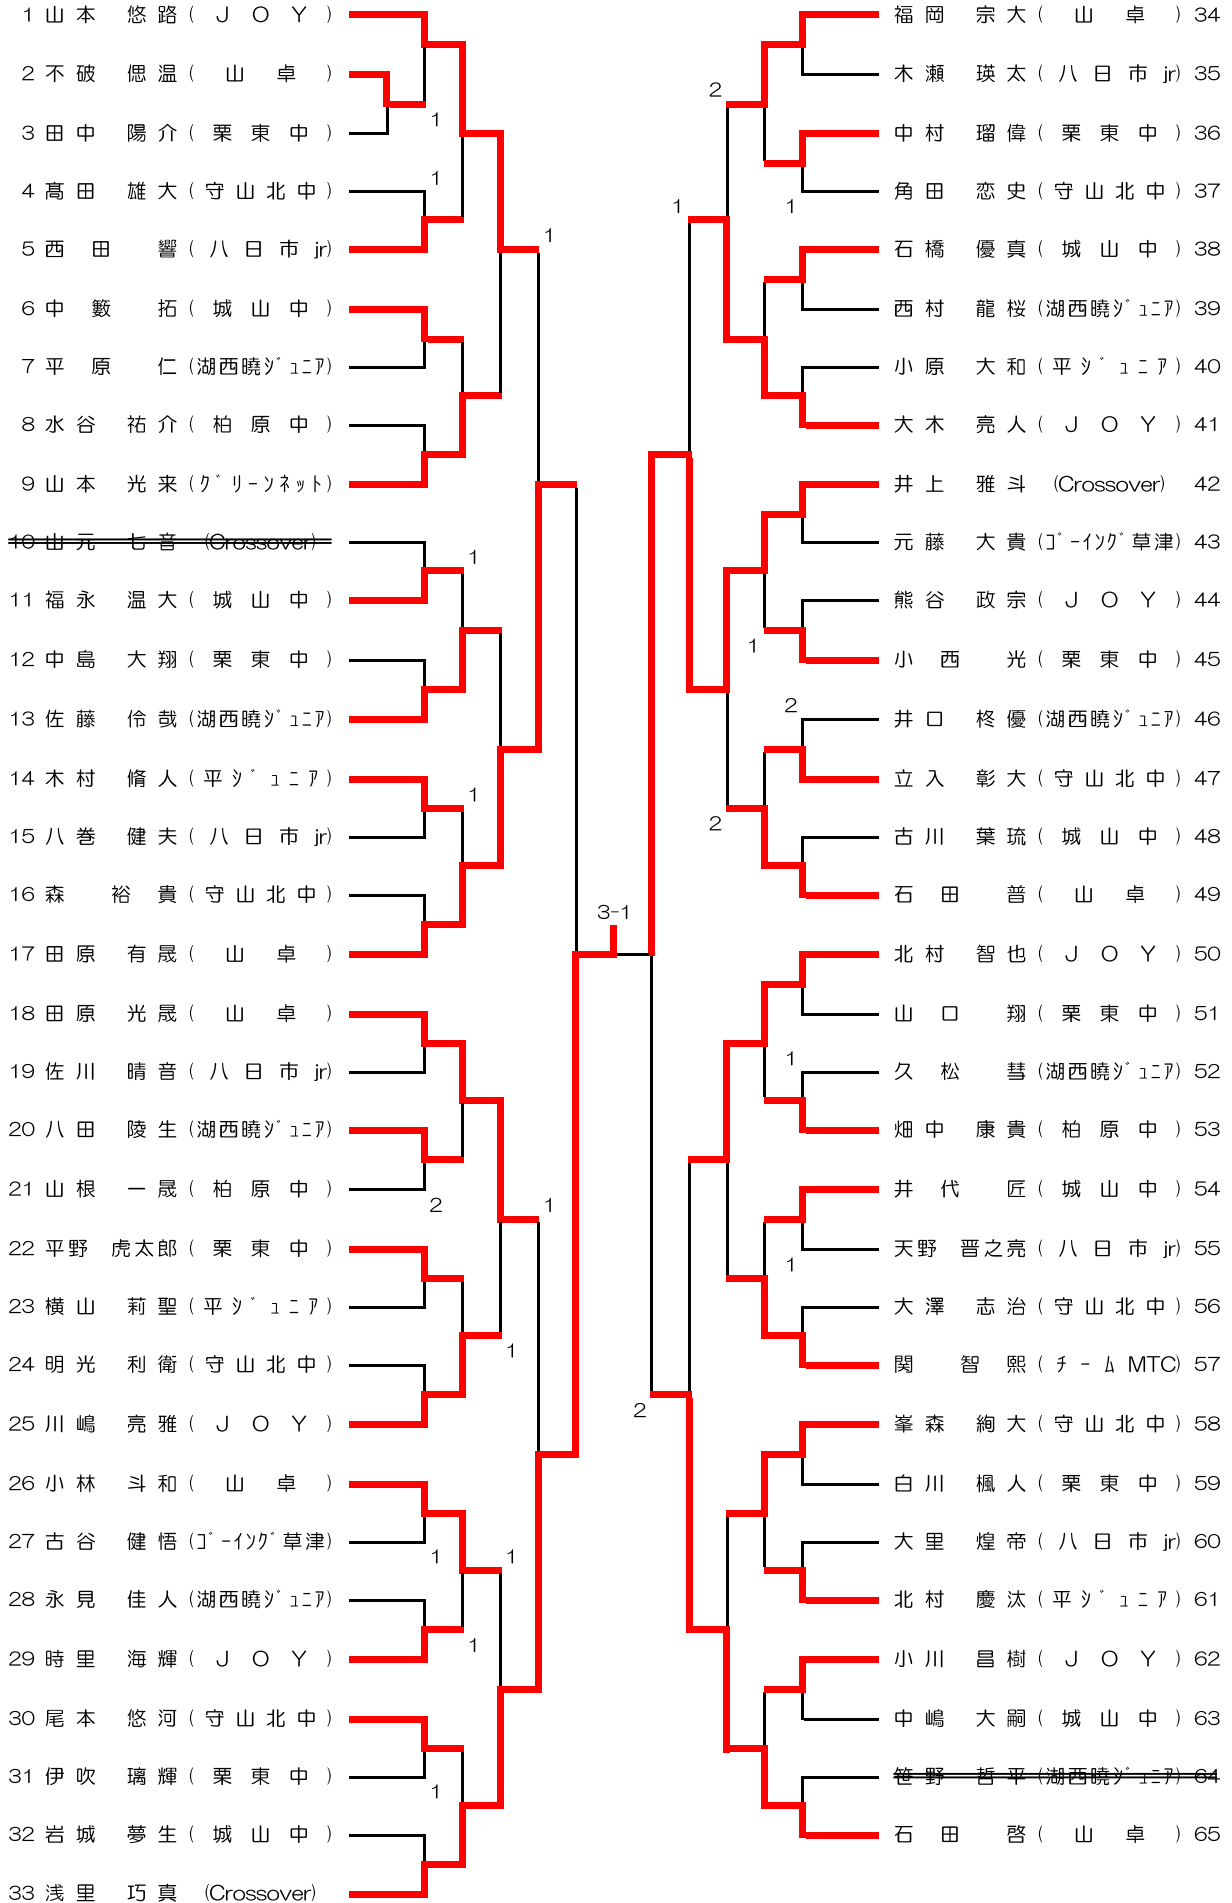 1 山本 悠路 ( JOY )
2 不破 偲温 ( 山卓 )
3 田中 陽介 ( 栗東中 )
1
1
4 髙田 雄大 ( 守山北中 )
5 西田 響 ( 八日市jr)
1
6 中籔 拓 ( 城山中 )
7 平原 仁 (湖西曉ジュニア)
8 水谷 祐介 ( 柏原中 )
9 山本 光来 (グリーンネット)
10 山元 七音 (Crossover)
1
11 福永 温大 ( 城山中 )
12 中島 大翔 ( 栗東中 )
13 佐藤 伶哉 (湖西曉ジュニア)
14 木村 脩人 ( 平ジュニア )
1
15 八巻 健夫 ( 八日市jr)
16 森 裕貴 ( 守山北中 )
3-1
17 田原 有晟 ( 山卓 )
18 田原 光晟 ( 山卓 )
19 佐川 晴音 ( 八日市jr)
20 八田 陵生 (湖西曉ジュニア)
21 山根 一晟 ( 柏原中 )
2
1
22 平野 虎太郎 ( 栗東中 )
23 横山 莉聖 ( 平ジュニア )
1
24 明光 利衛 ( 守山北中 )
25 川嶋 亮雅 ( JOY )
26 小林 斗和 ( 山卓 )
27 古谷 健悟 (ゴーイング草津)
1
1
28 永見 佳人 (湖西曉ジュニア)
1
29 時里 海輝 ( JOY )
30 尾本 悠河 ( 守山北中 )
31 伊吹 璃輝 ( 栗東中 )
1
32 岩城 夢生 ( 城山中 )
33 浅里 巧真 (Crossover)
福岡 宗大 ( 山卓 ) 34
木瀬 瑛太 ( 八日市jr) 35
2
中村 瑠偉 ( 栗東中 ) 36
角田 恋史 ( 守山北中 ) 37
1
1
石橋 優真 ( 城山中 ) 38
西村 龍桜 (湖西曉ジュニア) 39
小原 大和 ( 平ジュニア ) 40
大木 亮人 ( JOY ) 41
井上 雅斗 (Crossover) 42
元藤 大貴 (ゴーイング草津) 43
熊谷 政宗 ( JOY ) 44
1
小西 光 ( 栗東中 ) 45
2
井口 柊優 (湖西曉ジュニア) 46
立入 彰大 ( 守山北中 ) 47
2
古川 葉琉 ( 城山中 ) 48
石田 普 ( 山卓 ) 49
北村 智也 ( JOY ) 50
山口 翔 ( 栗東中 ) 51
1
久松 彗 (湖西曉ジュニア) 52
畑中 康貴 ( 柏原中 ) 53
井代 匠 ( 城山中 ) 54
天野 晋之亮 ( 八日市jr) 55
1
大澤 志治 ( 守山北中 ) 56
関 智熙 ( チームMTC) 57
2
峯森 絢大 ( 守山北中 ) 58
白川 楓人 ( 栗東中 ) 59
大里 煌帝 ( 八日市jr) 60
北村 慶汰 ( 平ジュニア ) 61
小川 昌樹 ( JOY ) 62
中嶋 大嗣 ( 城山中 ) 63
笹野 哲平 (湖西曉ジュニア) 64
石田 啓 ( 山卓 ) 65